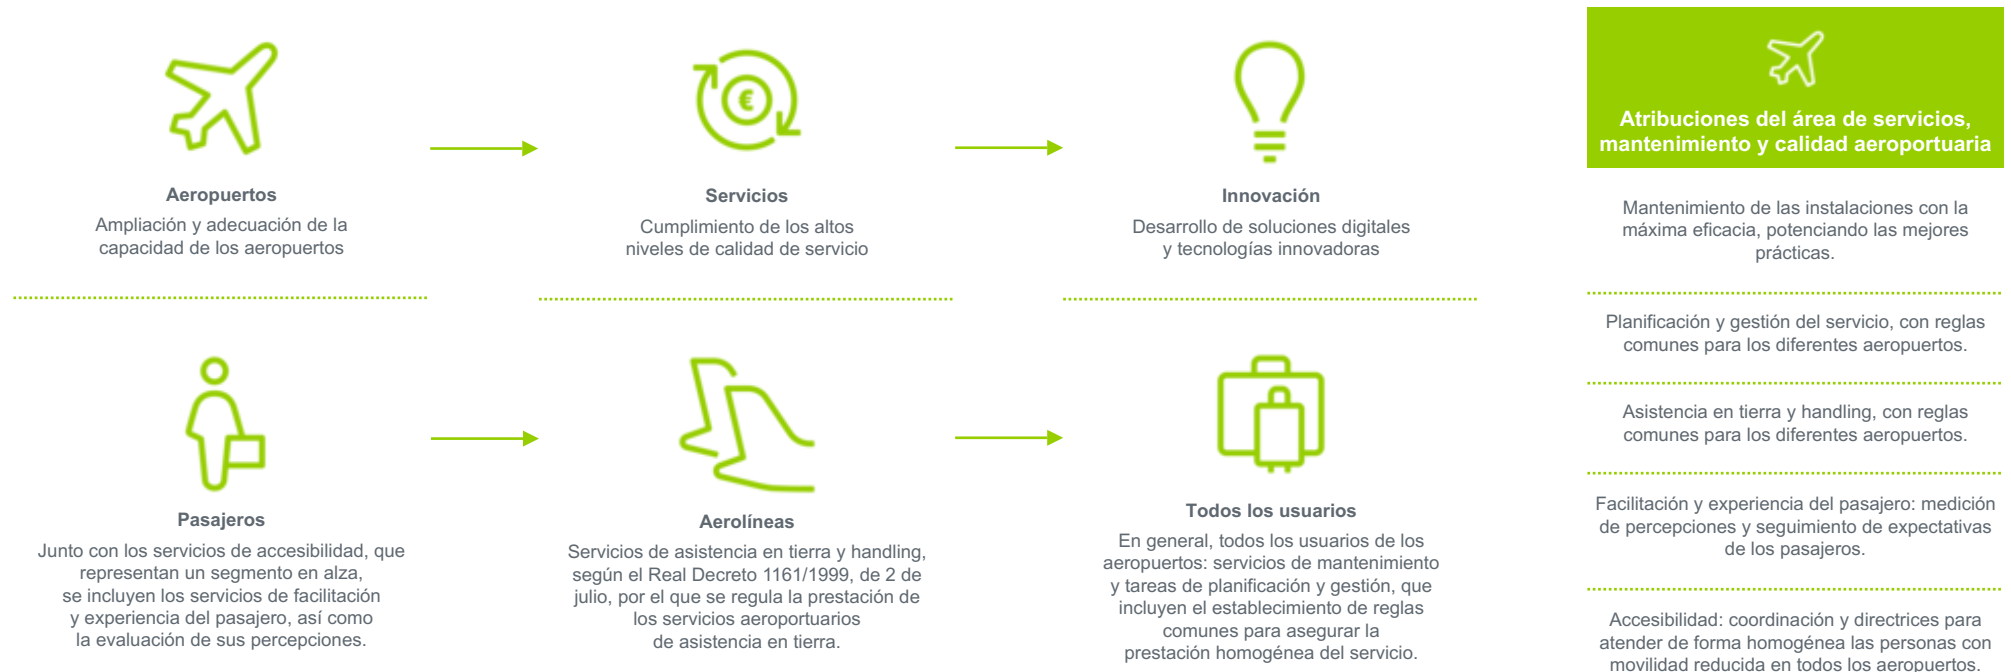 Aeropuertos
Ampliación y adecuación de la
capacidad de los aeropuertos
Servicios
Cumplimiento de los altos
niveles de calidad de servicio
Innovación
Desarrollo de soluciones digitales
y tecnologías innovadoras
Pasajeros
Junto con los servicios de accesibilidad, que
representan un segmento en alza,
se incluyen los servicios de facilitación
y experiencia del pasajero, así como
la evaluación de sus percepciones.
Aerolíneas
Servicios de asistencia en tierra y handling,
según el Real Decreto 1161/1999, de 2 de
julio, por el que se regula la prestación de
los servicios aeroportuarios
de asistencia en tierra.
Todos los usuarios
En general, todos los usuarios de los
aeropuertos: servicios de mantenimiento
y tareas de planificación y gestión, que
incluyen el establecimiento de reglas
comunes para asegurar la
prestación homogénea del servicio.
Atribuciones del área de servicios,
mantenimiento y calidad aeroportuaria
Mantenimiento de las instalaciones con la
máxima eficacia, potenciando las mejores
prácticas.
Planificación y gestión del servicio, con reglas
comunes para los diferentes aeropuertos.
Asistencia en tierra y handling, con reglas
comunes para los diferentes aeropuertos.
Facilitación y experiencia del pasajero: medición
de percepciones y seguimiento de expectativas
de los pasajeros.
Accesibilidad: coordinación y directrices para
atender de forma homogénea las personas con
movilidad reducida en todos los aeropuertos.